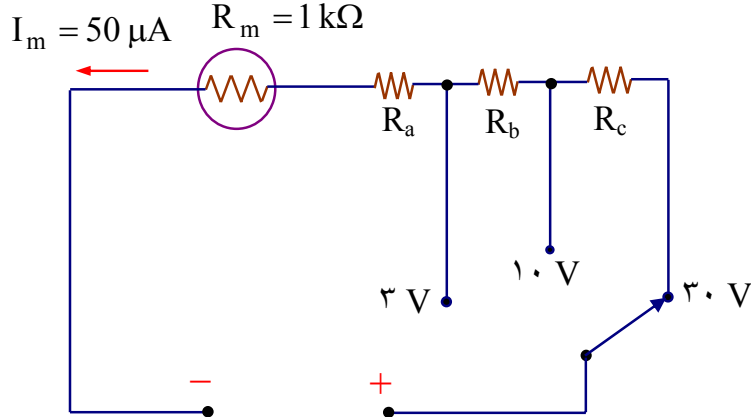 I_m = 50 μA
R_m = 1 kΩ
R_a
R_b
R_c
۳ V
۱۰ V
۳۰ V
−
+